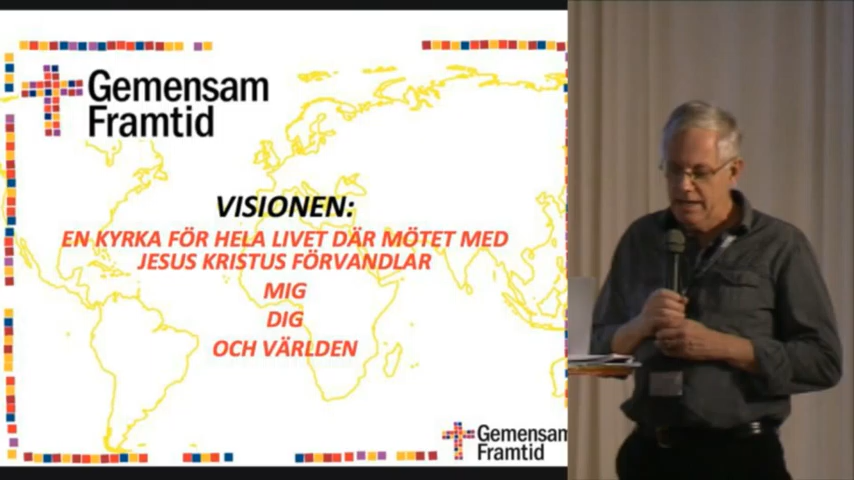 Gemensam
Framtid
VISIONEN:
EN KYRKA FÖR HELA LIVET DÄR MÖTET MED
JESUS KRISTUS FÖRVANDLAR
MIG
DIG
OCH VÄRLDEN
Gemensam
Framtid